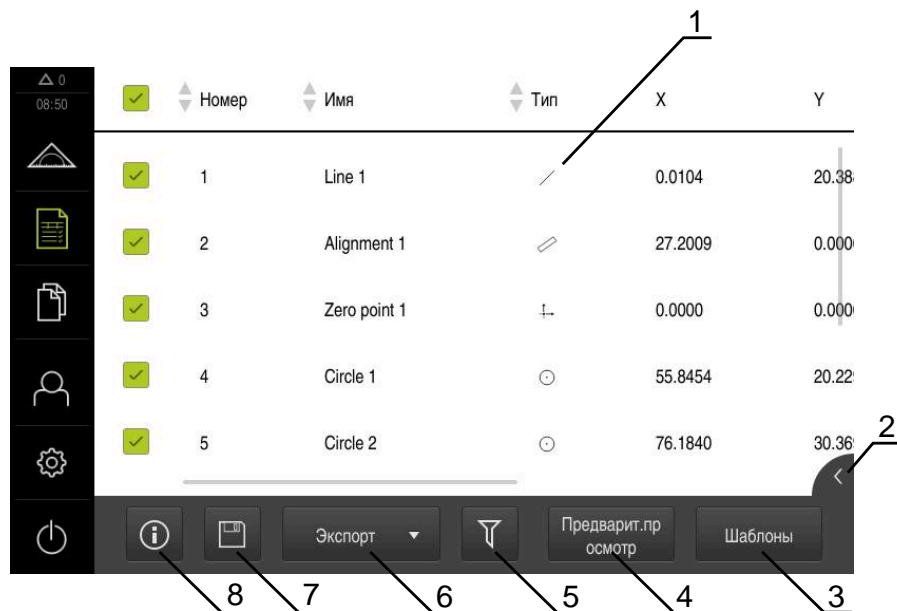 1
△ 0
08:50
Номер Имя Тип X Y
1 Line 1 0.0104 20.38
2 Alignment 1 27.2009 0.000
3 Zero point 1 0.0000 0.000
4 Circle 1 55.8454 20.22
5 Circle 2 76.1840 30.36
2
Экспорт
Предварит.пр
осмотр
Шаблоны
8 7 6 5 4 3